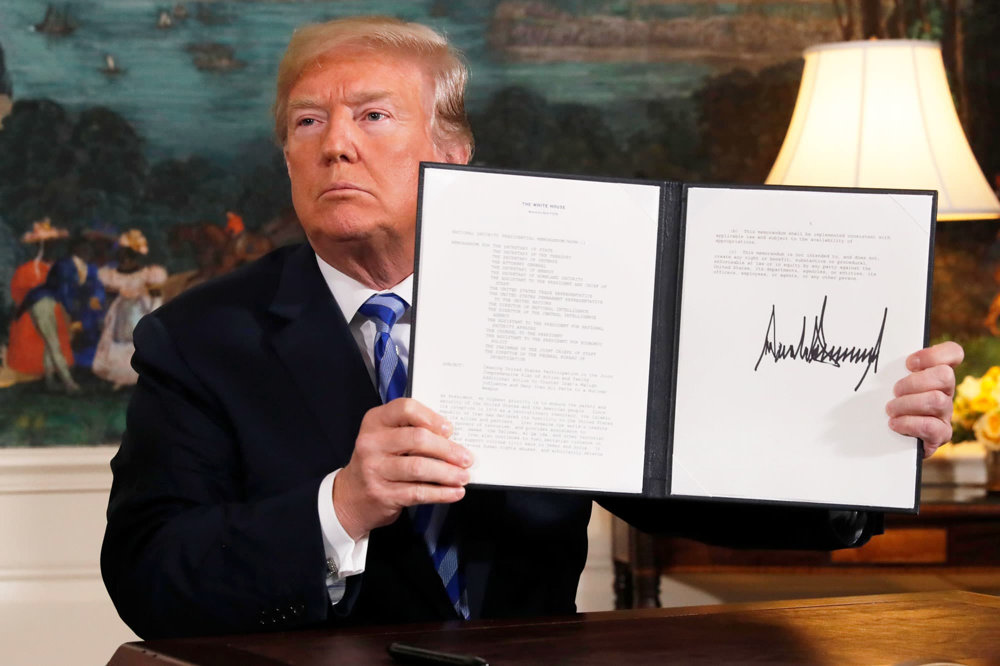 THE WHITE HOUSE
WASHINGTON
NATIONAL SECURITY PRESIDENTIAL MEMORANDUM/NSPM-11
MEMORANDUM FOR THE SECRETARY OF STATE
THE SECRETARY OF THE TREASURY
THE SECRETARY OF DEFENSE
THE ATTORNEY GENERAL
THE SECRETARY OF ENERGY
THE SECRETARY OF HOMELAND SECURITY
THE ASSISTANT TO THE PRESIDENT AND CHIEF OF
STAFF
THE UNITED STATES TRADE REPRESENTATIVE
THE UNITED STATES PERMANENT REPRESENTATIVE
TO THE UNITED NATIONS
THE DIRECTOR OF NATIONAL INTELLIGENCE
THE DIRECTOR OF THE CENTRAL INTELLIGENCE
AGENCY
THE ASSISTANT TO THE PRESIDENT FOR NATIONAL
SECURITY AFFAIRS
THE COUNSEL TO THE PRESIDENT
THE ASSISTANT TO THE PRESIDENT FOR ECONOMIC
POLICY
THE CHAIRMAN OF THE JOINT CHIEFS OF STAFF
THE DIRECTOR OF THE FEDERAL BUREAU OF
INVESTIGATION
SUBJECT: Ceasing United States Participation in the Joint
Comprehensive Plan of Action and Taking
Additional Action to Counter Iran's Malign
Influence and Deny Iran All Paths to a Nuclear
Weapon
As President, my highest priority is to ensure the safety and
security of the United States and the American people. Since
its inception in 1979 as a revolutionary theocracy, the Islamic
Republic of Iran has declared its hostility to the United States
and its allies and partners. Iran remains the world's leading
sponsor of terrorism, and provides assistance to
Hamas, the Taliban, al-Qa'ida, and other terrorist
Iran also continues to fuel sectarian violence in
and support vicious civil wars in Yemen and Syria. It
human rights abuses, and arbitrarily detains
5
(b) This memorandum shall be implemented consistent with
applicable law and subject to the availability of
appropriations.
(c) This memorandum is not intended to, and does not,
create any right or benefit, substantive or procedural,
enforceable at law or in equity by any party against the
United States, its departments, agencies, or entities, its
officers, employees, or agents, or any other person.